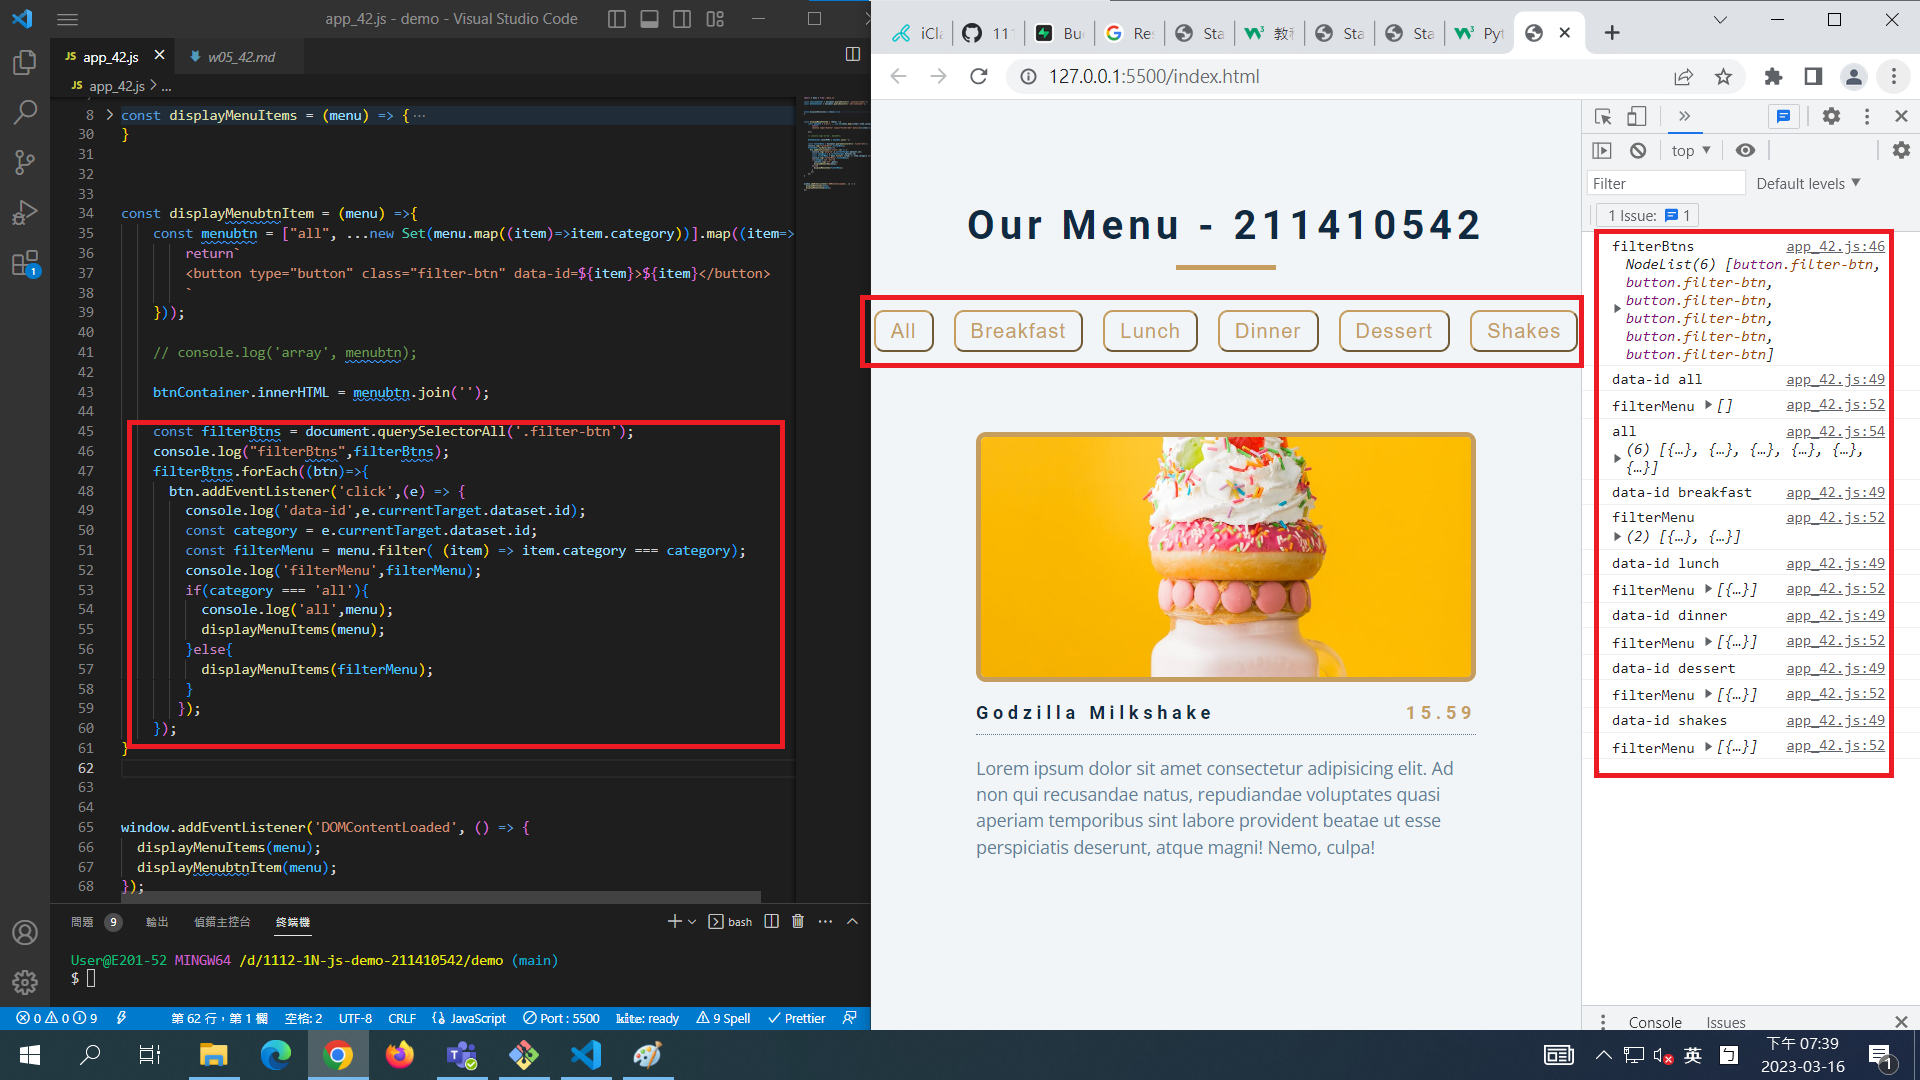 app_42.js - demo - Visual Studio Code
JS app_42.js
w05_42.md
JS app_42.js > ...
8 const displayMenuItems = (menu) => { ...
30 }
31
32
33
34 const displayMenubtnItem = (menu) =>{
35 const menubtn = ["all", ...new Set(menu.map((item)=>item.category))].map((item=>
36 return`
37 <button type="button" class="filter-btn" data-id=${item}>${item}</button>
38 `
39 }));
40
41 // console.log('array', menubtn);
42
43 btnContainer.innerHTML = menubtn.join('');
44
45 const filterBtns = document.querySelectorAll('.filter-btn');
46 console.log("filterBtns",filterBtns);
47 filterBtns.forEach((btn)=>{
48 btn.addEventListener('click',(e) => {
49 console.log('data-id',e.currentTarget.dataset.id);
50 const category = e.currentTarget.dataset.id;
51 const filterMenu = menu.filter( (item) => item.category === category);
52 console.log('filterMenu',filterMenu);
53 if(category === 'all'){
54 console.log('all',menu);
55 displayMenuItems(menu);
56 }else{
57 displayMenuItems(filterMenu);
58 }
59 });
60 });
61 }
62
63
64
65 window.addEventListener('DOMContentLoaded', () => {
66 displayMenuItems(menu);
67 displayMenubtnItem(menu);
68 });
問題 9 輸出 偵錯主控台 終端機
bash
User@E201-52 MINGW64 /d/1112-1N-js-demo-211410542/demo (main)
$
1
0 0 9 第 62 行，第 1 欄 空格: 2 UTF-8 CRLF JavaScript Port : 5500 kite: ready 9 Spell Prettier
iCl
Bu
Re
Sta
教
Sta
Sta
Pyt
127.0.0.1:5500/index.html
Our Menu - 211410542
All Breakfast Lunch Dinner Dessert Shakes
Godzilla Milkshake 15.59
Lorem ipsum dolor sit amet consectetur adipisicing elit. Ad
non qui recusandae natus, repudiandae voluptates quasi
aperiam temporibus sint labore provident beatae ut esse
perspiciatis deserunt, atque magni! Nemo, culpa!
top
Filter Default levels
1 Issue: 1
filterBtns app_42.js:46
NodeList(6) [button.filter-btn,
button.filter-btn,
button.filter-btn,
button.filter-btn,
button.filter-btn,
button.filter-btn]
data-id all app_42.js:49
filterMenu [] app_42.js:52
all app_42.js:54
(6) [{…}, {…}, {…}, {…}, {…},
{…}]
data-id breakfast app_42.js:49
filterMenu app_42.js:52
(2) [{…}, {…}]
data-id lunch app_42.js:49
filterMenu [{…}] app_42.js:52
data-id dinner app_42.js:49
filterMenu [{…}] app_42.js:52
data-id dessert app_42.js:49
filterMenu [{…}] app_42.js:52
data-id shakes app_42.js:49
filterMenu [{…}] app_42.js:52
Console Issues
英
下午 07:39
2023-03-16
1